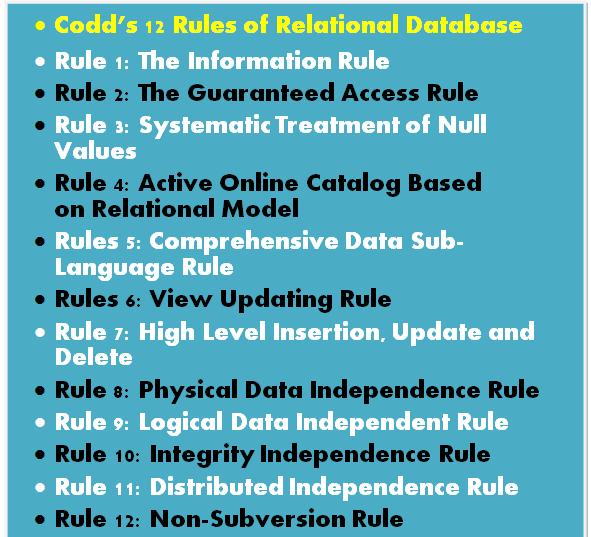 • Codd's 12 Rules of Relational Database
• Rule 1: The Information Rule
• Rule 2: The Guaranteed Access Rule
• Rule 3: Systematic Treatment of Null
Values
• Rule 4: Active Online Catalog Based
on Relational Model
• Rules 5: Comprehensive Data Sub-
Language Rule
• Rules 6: View Updating Rule
• Rule 7: High Level Insertion, Update and
Delete
• Rule 8: Physical Data Independence Rule
• Rule 9: Logical Data Independent Rule
• Rule 10: Integrity Independence Rule
• Rule 11: Distributed Independence Rule
• Rule 12: Non-Subversion Rule